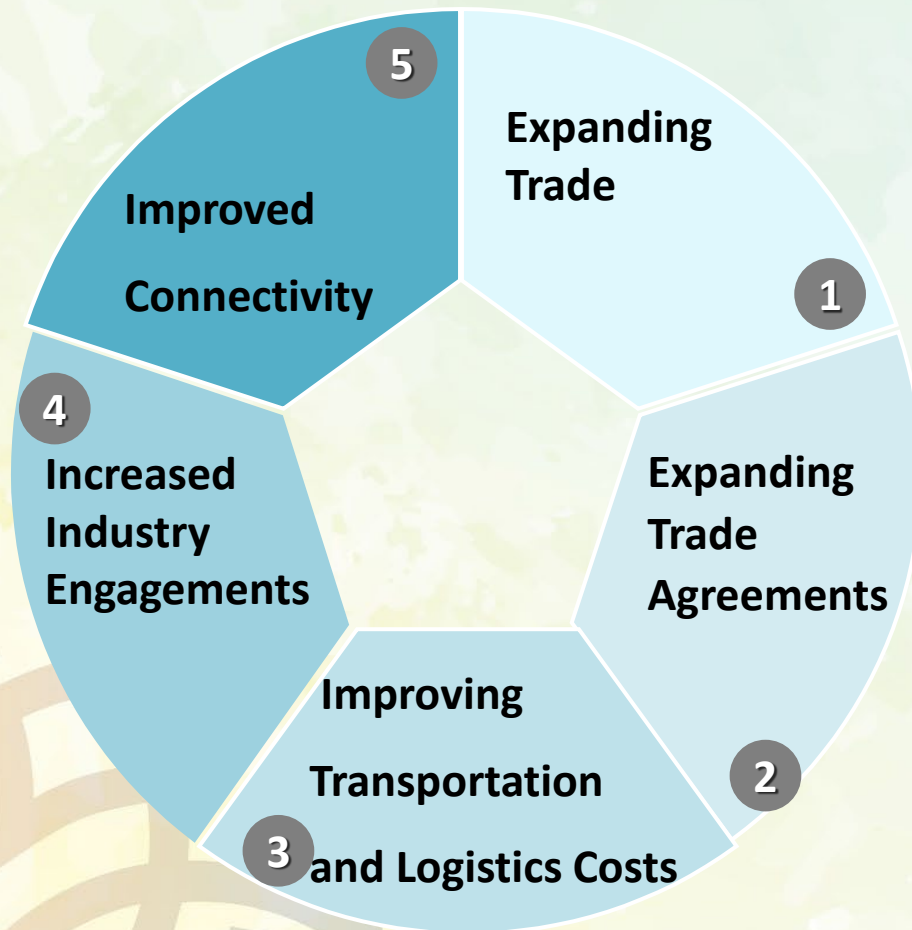 Expanding
Trade
1
Expanding
Trade
Agreements
2
Improving
Transportation
and Logistics Costs
3
4
Increased
Industry
Engagements
5
Improved
Connectivity